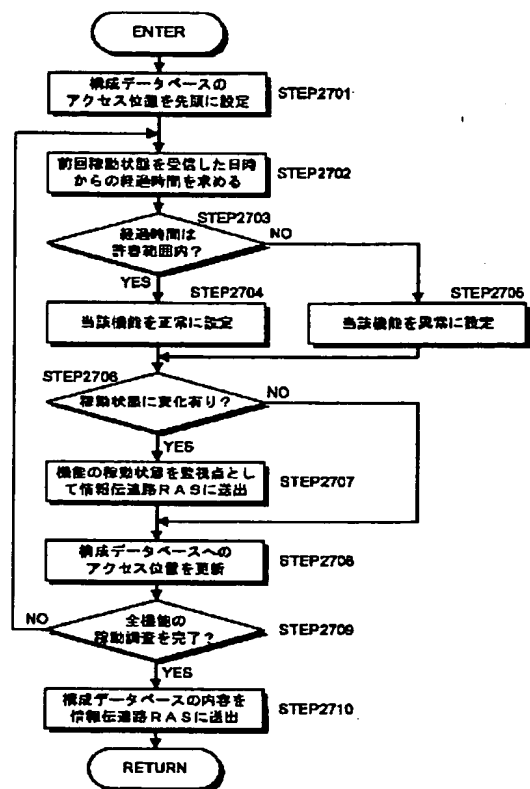 ENTER
構成データベースの
アクセス位置を先頭に設定
STEP2701
前回稼動状態を受信した日時
からの経過時間を求める
STEP2702
STEP2703
経過時間は
許容範囲内？
NO
YES
STEP2704
当該機能を正常に設定
STEP2705
当該機能を異常に設定
STEP2706
稼動状態に変化有り？
NO
YES
機能の稼動状態を監視点とし
て情報伝達路RASに送出
STEP2707
構成データベースへの
アクセス位置を更新
STEP2708
NO
全機能の
稼動調査を完了？
STEP2709
YES
構成データベースの内容を
情報伝達路RASに送出
STEP2710
RETURN